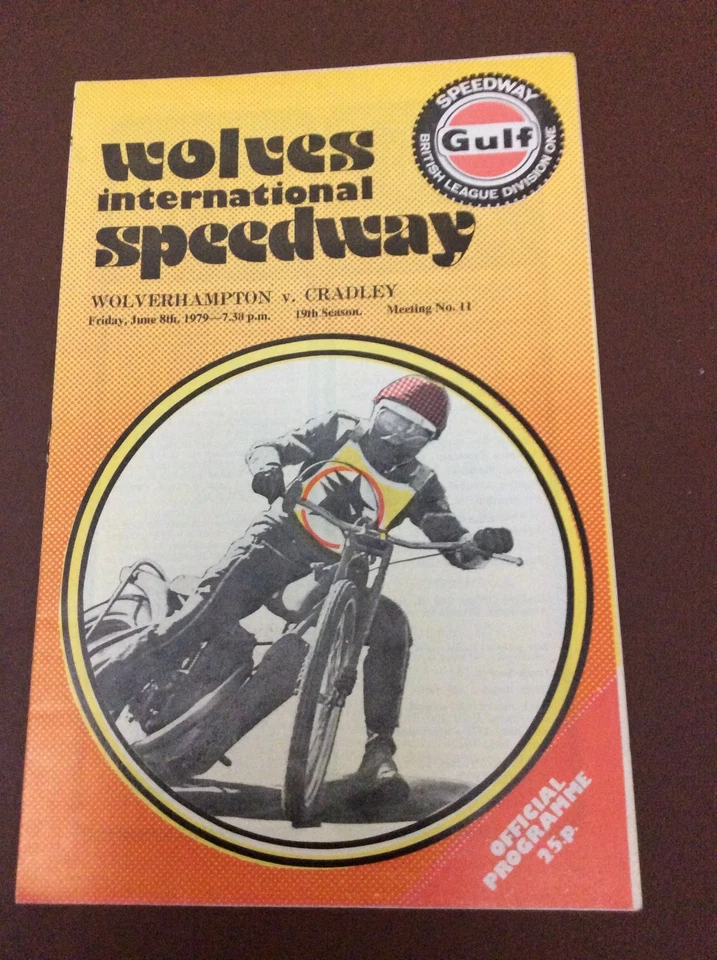 wolves
international
speedway
SPEEDWAY
Gulf
BRITISH LEAGUE DIVISION ONE
WOLVERHAMPTON v. CRADLEY
Friday, June 8th, 1979—7.30 p.m. 19th Season. Meeting No. 11
OFFICIAL
PROGRAMME
25.p.